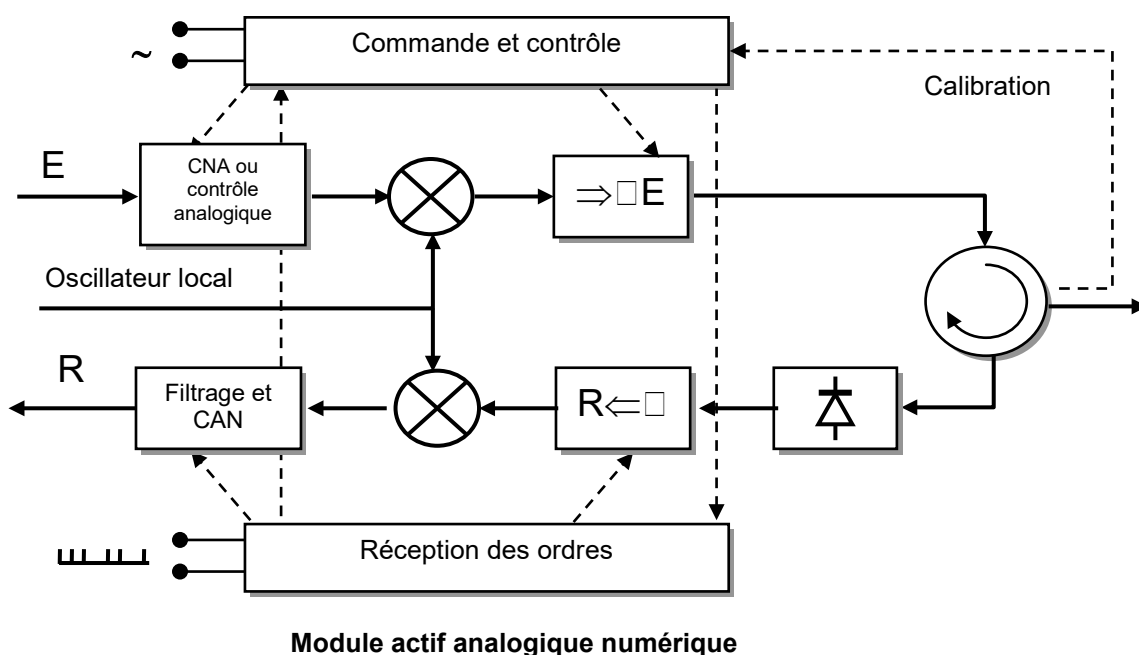 Commande et contrôle
~
Calibration
E
CNA ou
contrôle
analogique
⇒□E
Oscillateur local
R
Filtrage et
CAN
R⇐□
Réception des ordres
Module actif analogique numérique